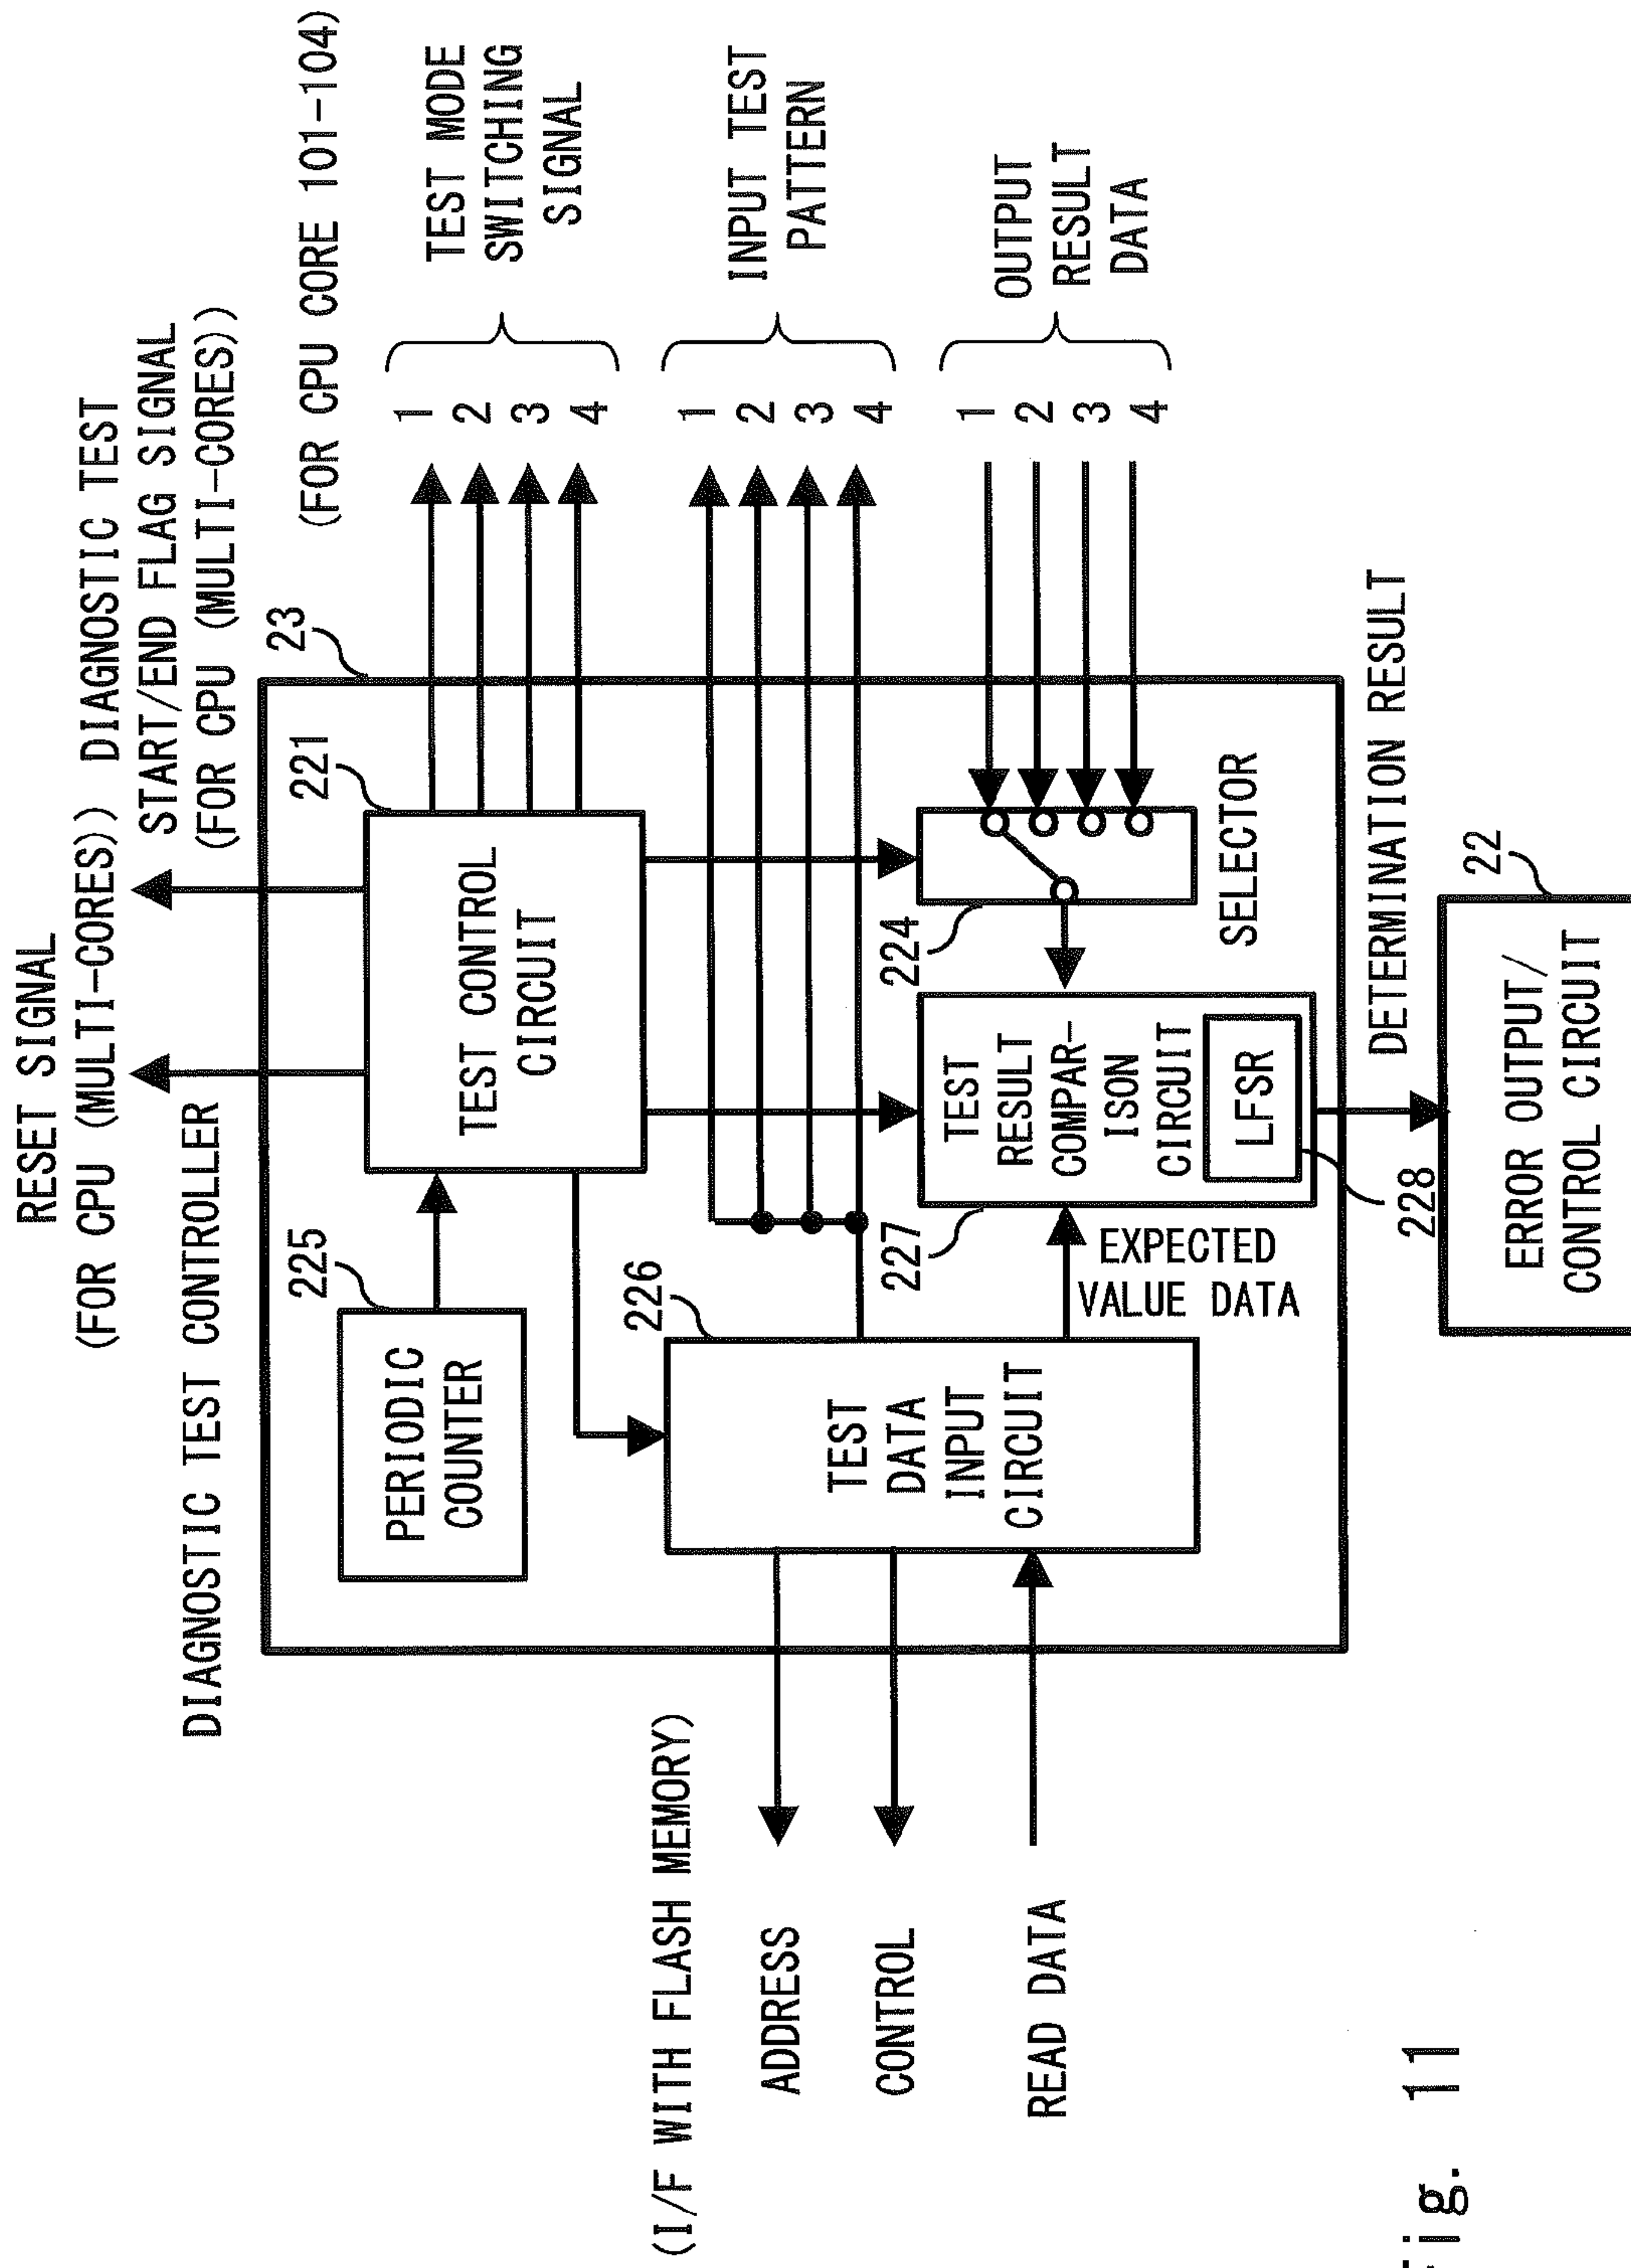 RESET SIGNAL
(FOR CPU (MULTI-CORES))
DIAGNOSTIC TEST
START/END FLAG SIGNAL
(FOR CPU (MULTI-CORES))
DIAGNOSTIC TEST CONTROLLER
23
(FOR CPU CORE 101-104)
225
PERIODIC
COUNTER
221
TEST CONTROL
CIRCUIT
1
2
3
4
TEST MODE
SWITCHING
SIGNAL
(I/F WITH FLASH MEMORY)
ADDRESS
CONTROL
READ DATA
226
TEST
DATA
INPUT
CIRCUIT
1
2
3
4
INPUT TEST
PATTERN
EXPECTED
VALUE DATA
227
TEST
RESULT
COMPAR-
ISON
CIRCUIT
LFSR
228
224
SELECTOR
1
2
3
4
OUTPUT
RESULT
DATA
DETERMINATION RESULT
22
ERROR OUTPUT/
CONTROL CIRCUIT
ig. 11